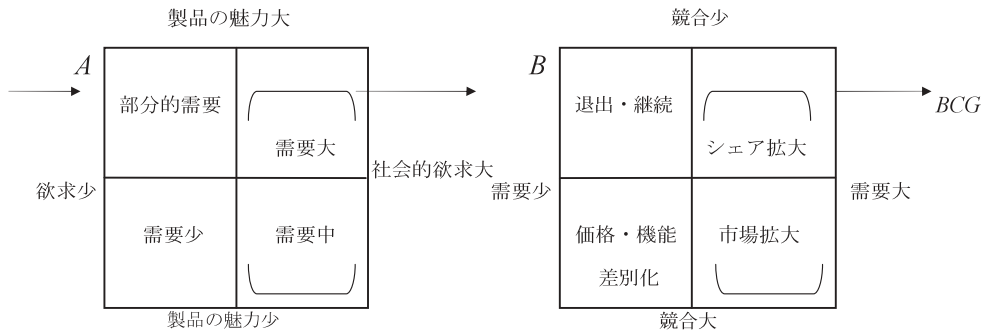 製品の魅力大
A
部分的需要
需要大
社会的欲求大
欲求少
需要少
需要中
製品の魅力少
競合少
B
退出・継続
シェア拡大
BCG
需要少
需要大
価格・機能
差別化
市場拡大
競合大